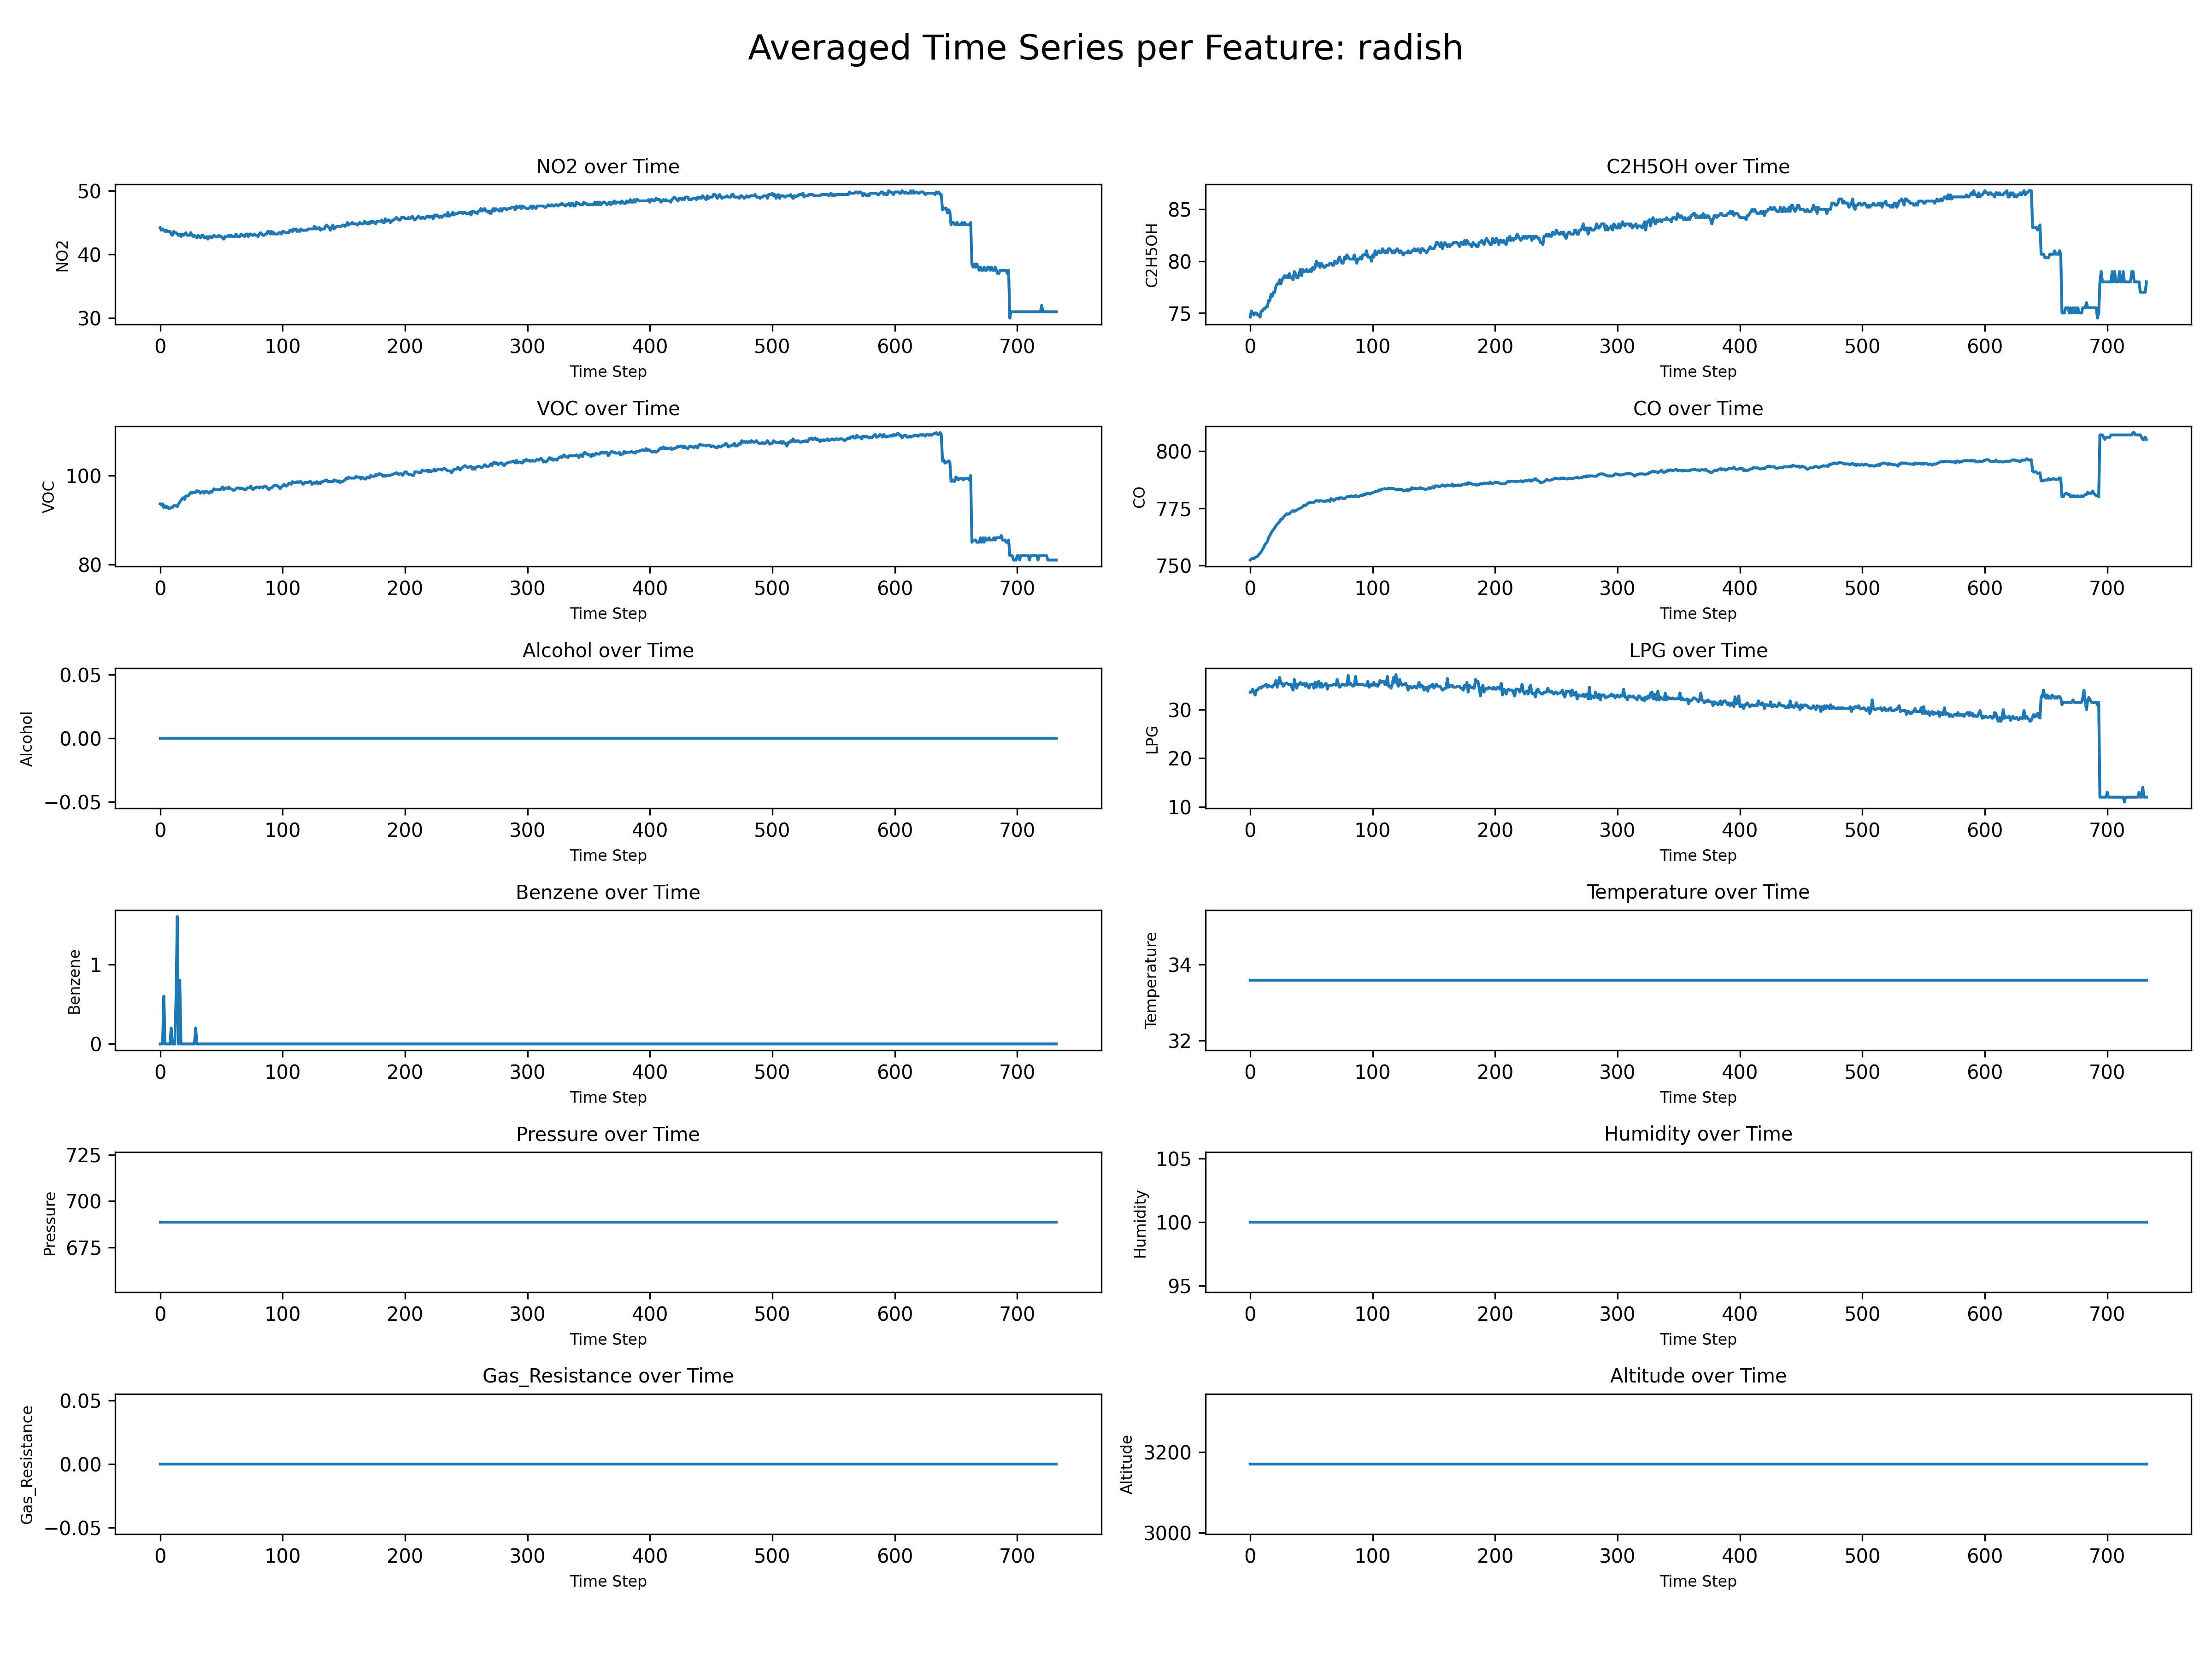 Averaged Time Series per Feature: radish
NO2 over Time
NO2
50
40
30
0 100 200 300 400 500 600 700
Time Step
C2H5OH over Time
C2H5OH
85
80
75
0 100 200 300 400 500 600 700
Time Step
VOC over Time
VOC
100
80
0 100 200 300 400 500 600 700
Time Step
CO over Time
CO
800
775
750
0 100 200 300 400 500 600 700
Time Step
Alcohol over Time
Alcohol
0.05
0.00
−0.05
0 100 200 300 400 500 600 700
Time Step
LPG over Time
LPG
30
20
10
0 100 200 300 400 500 600 700
Time Step
Benzene over Time
Benzene
1
0
0 100 200 300 400 500 600 700
Time Step
Temperature over Time
Temperature
34
32
0 100 200 300 400 500 600 700
Time Step
Pressure over Time
Pressure
725
700
675
0 100 200 300 400 500 600 700
Time Step
Humidity over Time
Humidity
105
100
95
0 100 200 300 400 500 600 700
Time Step
Gas_Resistance over Time
Gas_Resistance
0.05
0.00
−0.05
0 100 200 300 400 500 600 700
Time Step
Altitude over Time
Altitude
3200
3000
0 100 200 300 400 500 600 700
Time Step